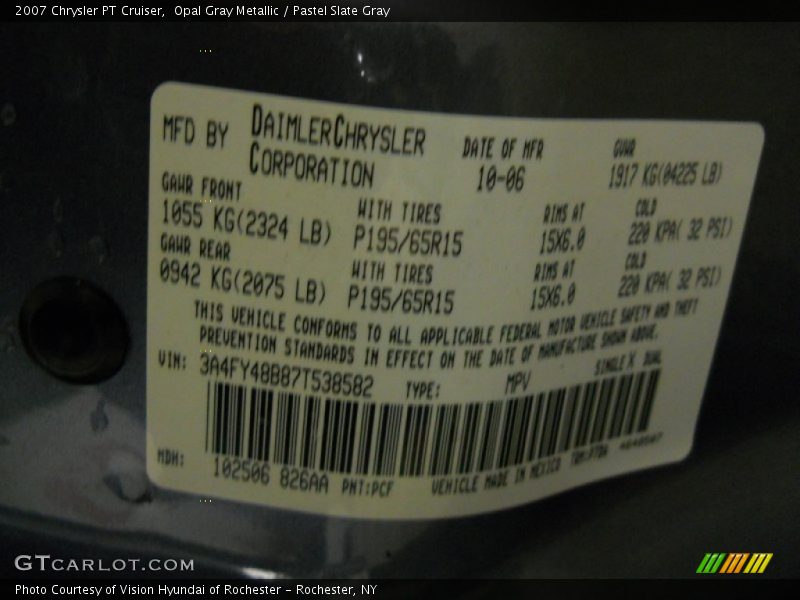 2007 Chrysler PT Cruiser, Opal Gray Metallic / Pastel Slate Gray
MFD BY DAIMLERCHRYSLER CORPORATION DATE OF MFR 10-06 GVWR 1917 KG(04225 LB)
GAWR FRONT WITH TIRES RIMS AT COLD
1055 KG(2324 LB) P195/65R15 15X6.0 220 KPA( 32 PSI)
GAWR REAR WITH TIRES RIMS AT COLD
0942 KG(2075 LB) P195/65R15 15X6.0 220 KPA( 32 PSI)
THIS VEHICLE CONFORMS TO ALL APPLICABLE FEDERAL MOTOR VEHICLE SAFETY AND THEFT
PREVENTION STANDARDS IN EFFECT ON THE DATE OF MANUFACTURE SHOWN ABOVE.
VIN: 3A4FY48B87T538582 TYPE: MPV SINGLE X DUAL
MDH: 102506 826AA PNT:PCF VEHICLE MADE IN MEXICO
GTCARLOT.COM
Photo Courtesy of Vision Hyundai of Rochester - Rochester, NY